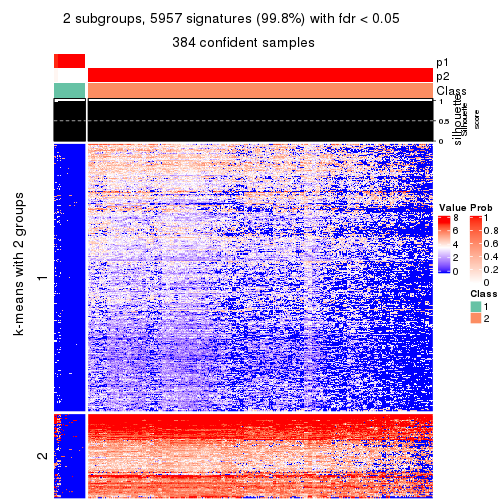 2 subgroups, 5957 signatures (99.8%) with fdr < 0.05
384 confident samples
p1
p2
Class
1
0.5
0
silhouette
Silhouette
score
k-means with 2 groups
1
2
Value
8
6
4
2
0
Prob
1
0.8
0.6
0.4
0.2
0
Class
1
2